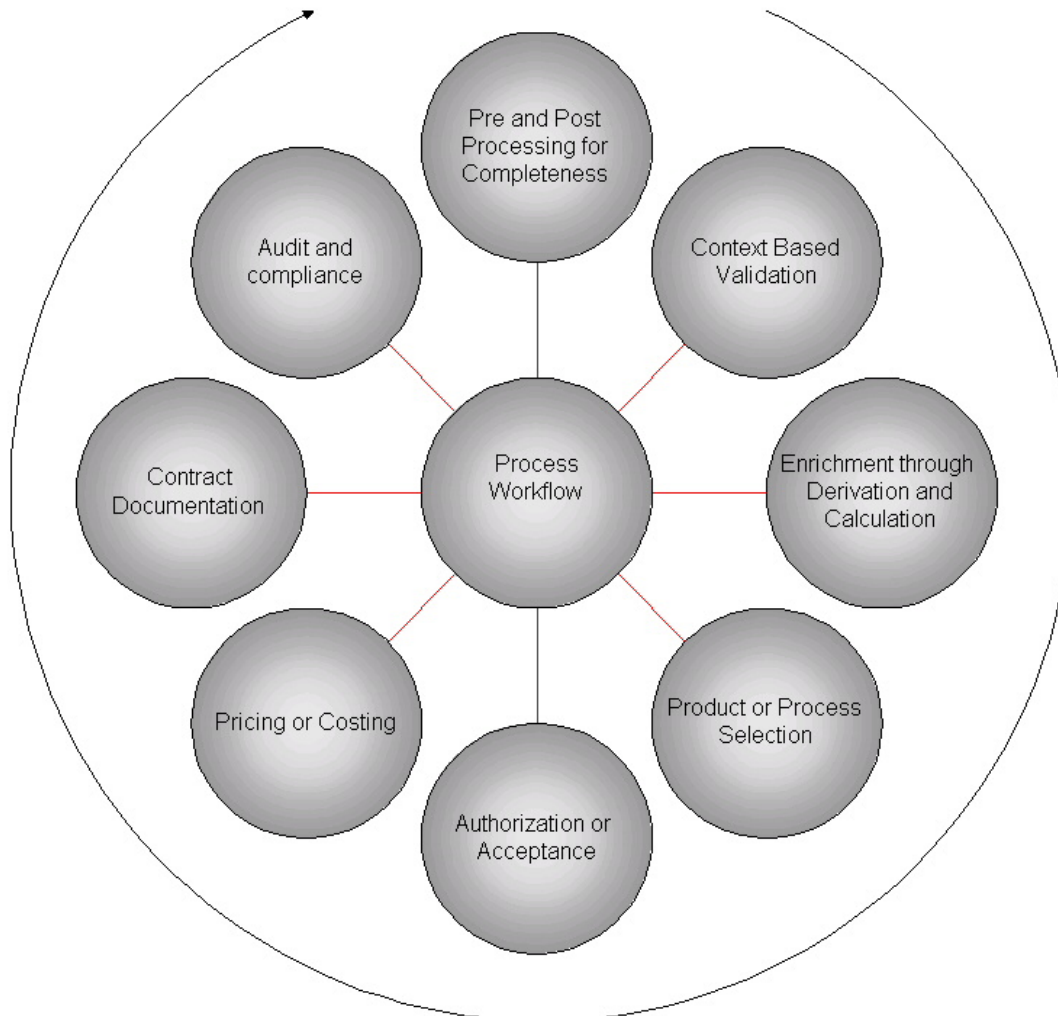 Pre and Post
Processing for
Completeness
Audit and
compliance
Context Based
Validation
Contract
Documentation
Process
Workflow
Enrichment through
Derivation and
Calculation
Pricing or Costing
Product or Process
Selection
Authorization or
Acceptance